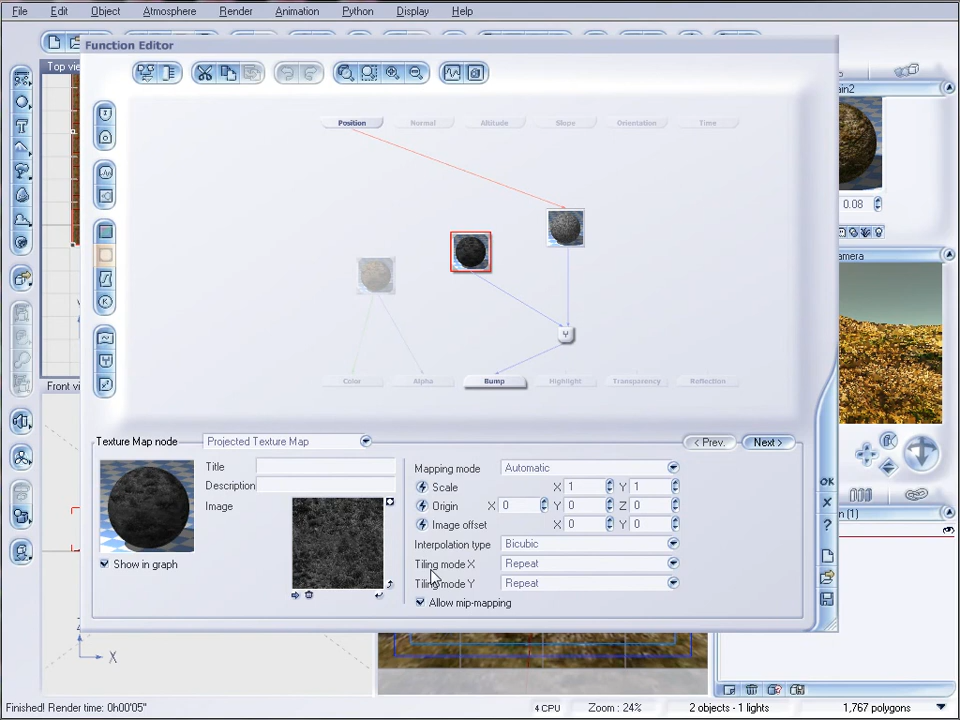 File Edit Object Atmosphere Render Animation Python Display Help
Function Editor
Top vie
ain2
Position Normal Altitude Slope Orientation Time
0.08
amera
Front vi
Color Alpha Bump Highlight Transparency Reflection
Texture Map node Projected Texture Map < Prev. Next >
Title
Description
Image
Show in graph
Mapping mode Automatic
Scale X 1 Y 1
Origin X 0 Y 0 Z 0
Image offset X 0 Y 0
Interpolation type Bicubic
Tiling mode X Repeat
Tiling mode Y Repeat
Allow mip-mapping
OK
n (1)
X
Finished! Render time: 0h00'05" 4 CPU Zoom : 24% 2 objects - 1 lights 1,767 polygons